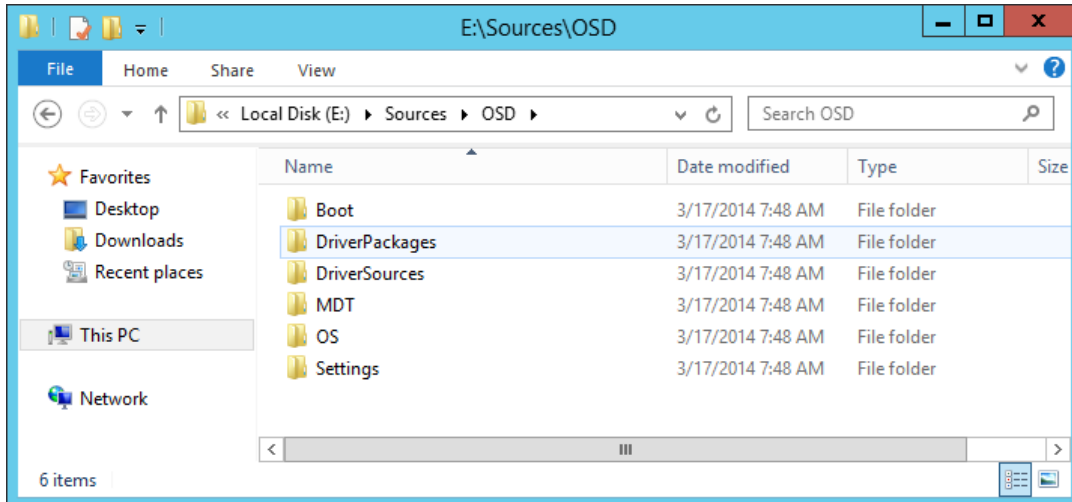 E:\Sources\OSD
File Home Share View
« Local Disk (E:) Sources OSD Search OSD
Name Date modified Type Size
Favorites
Desktop
Downloads
Recent places
This PC
Network
Boot 3/17/2014 7:48 AM File folder
DriverPackages 3/17/2014 7:48 AM File folder
DriverSources 3/17/2014 7:48 AM File folder
MDT 3/17/2014 7:48 AM File folder
OS 3/17/2014 7:48 AM File folder
Settings 3/17/2014 7:48 AM File folder
6 items